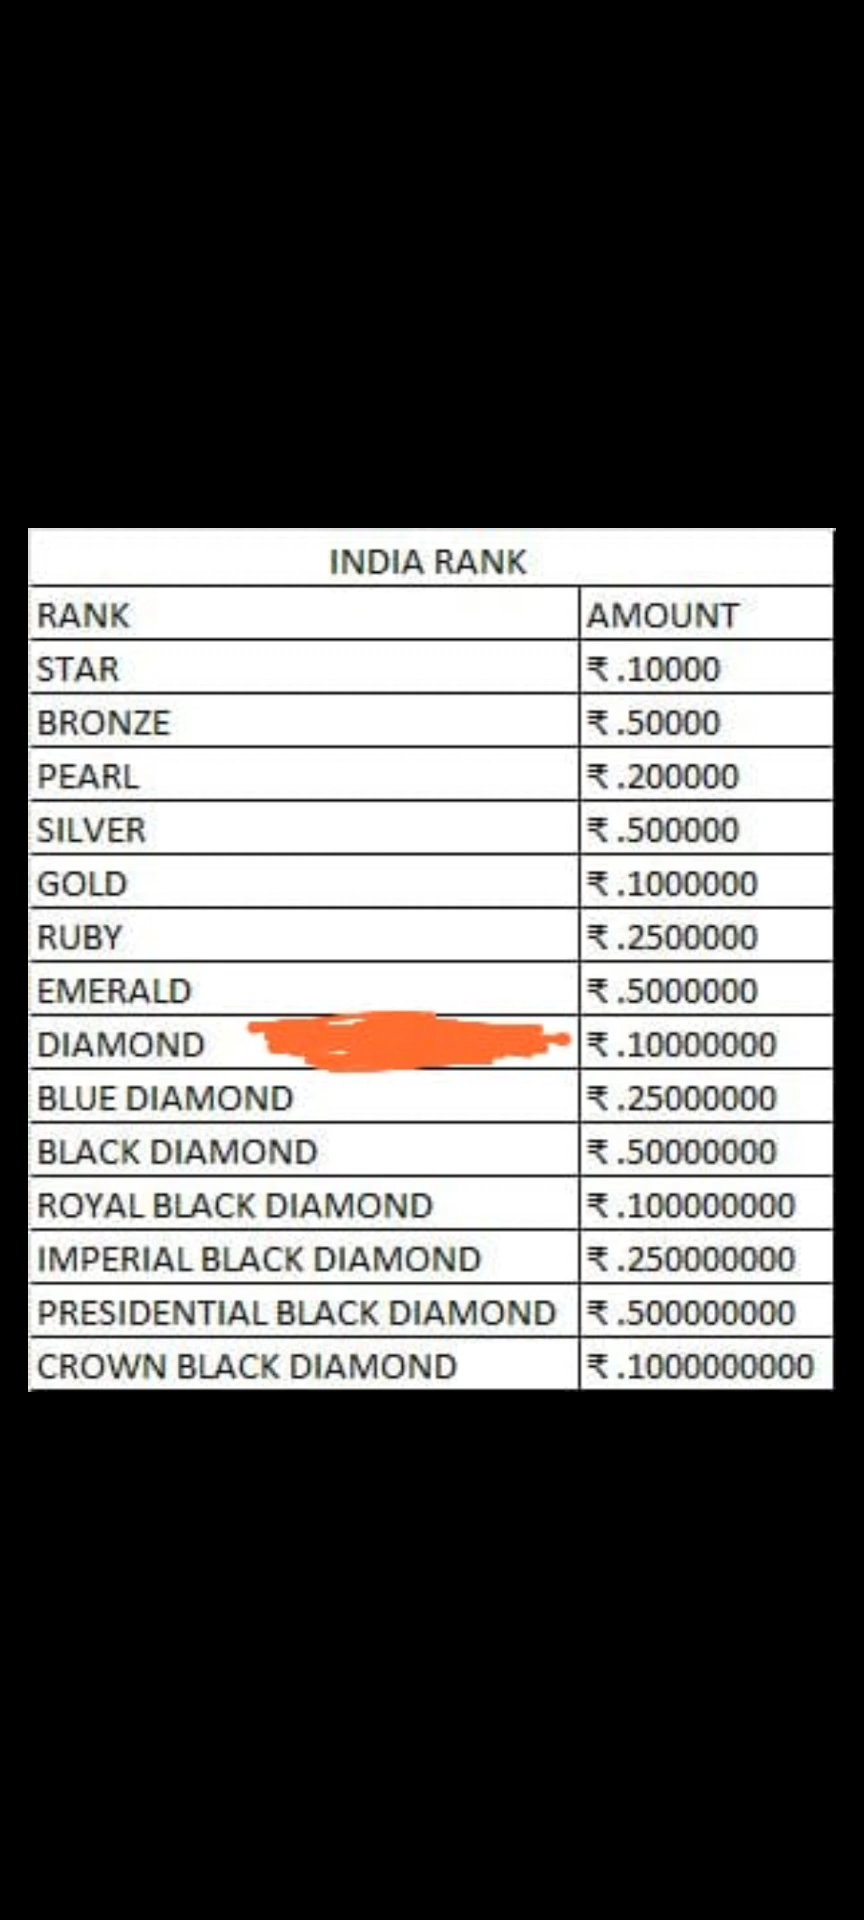 INDIA RANK
RANK AMOUNT
STAR ₹ .10000
BRONZE ₹ .50000
PEARL ₹ .200000
SILVER ₹ .500000
GOLD ₹ .1000000
RUBY ₹ .2500000
EMERALD ₹ .5000000
DIAMOND ₹ .10000000
BLUE DIAMOND ₹ .25000000
BLACK DIAMOND ₹ .50000000
ROYAL BLACK DIAMOND ₹ .100000000
IMPERIAL BLACK DIAMOND ₹ .250000000
PRESIDENTIAL BLACK DIAMOND ₹ .500000000
CROWN BLACK DIAMOND ₹ .1000000000